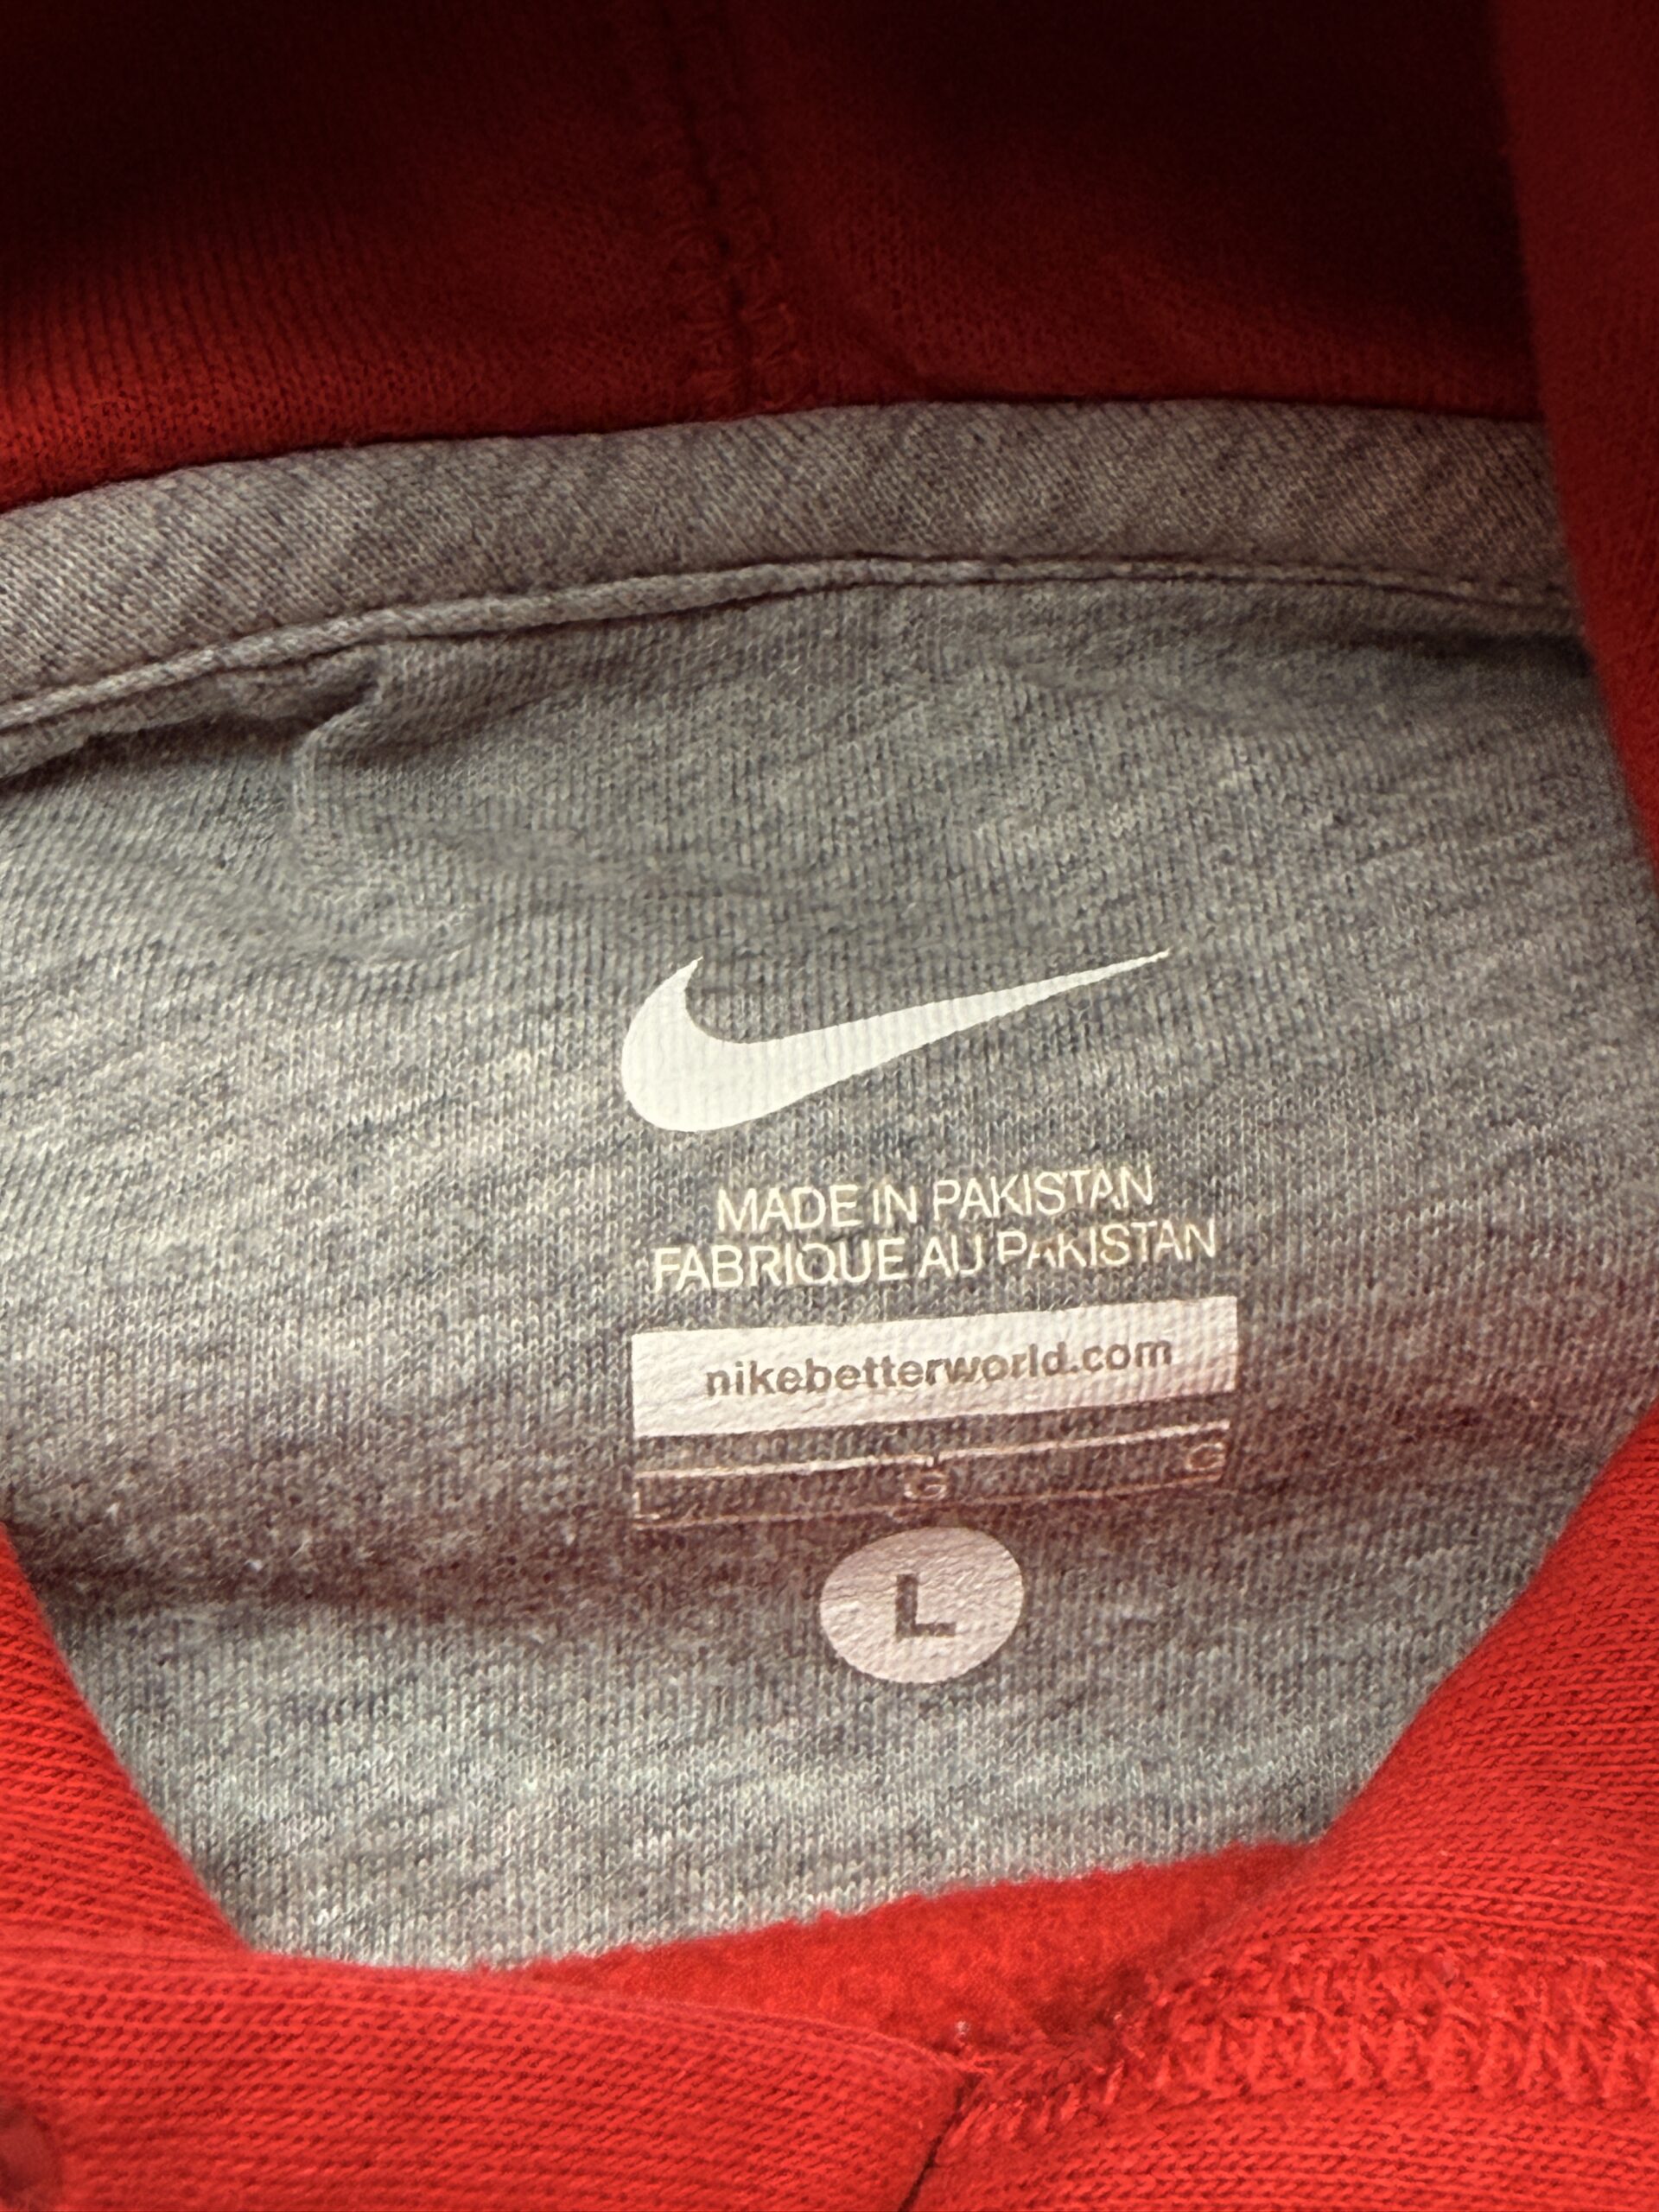 MADE IN PAKISTAN
FABRIQUE AU PAKISTAN
nikebetterworld.com
L G G
L